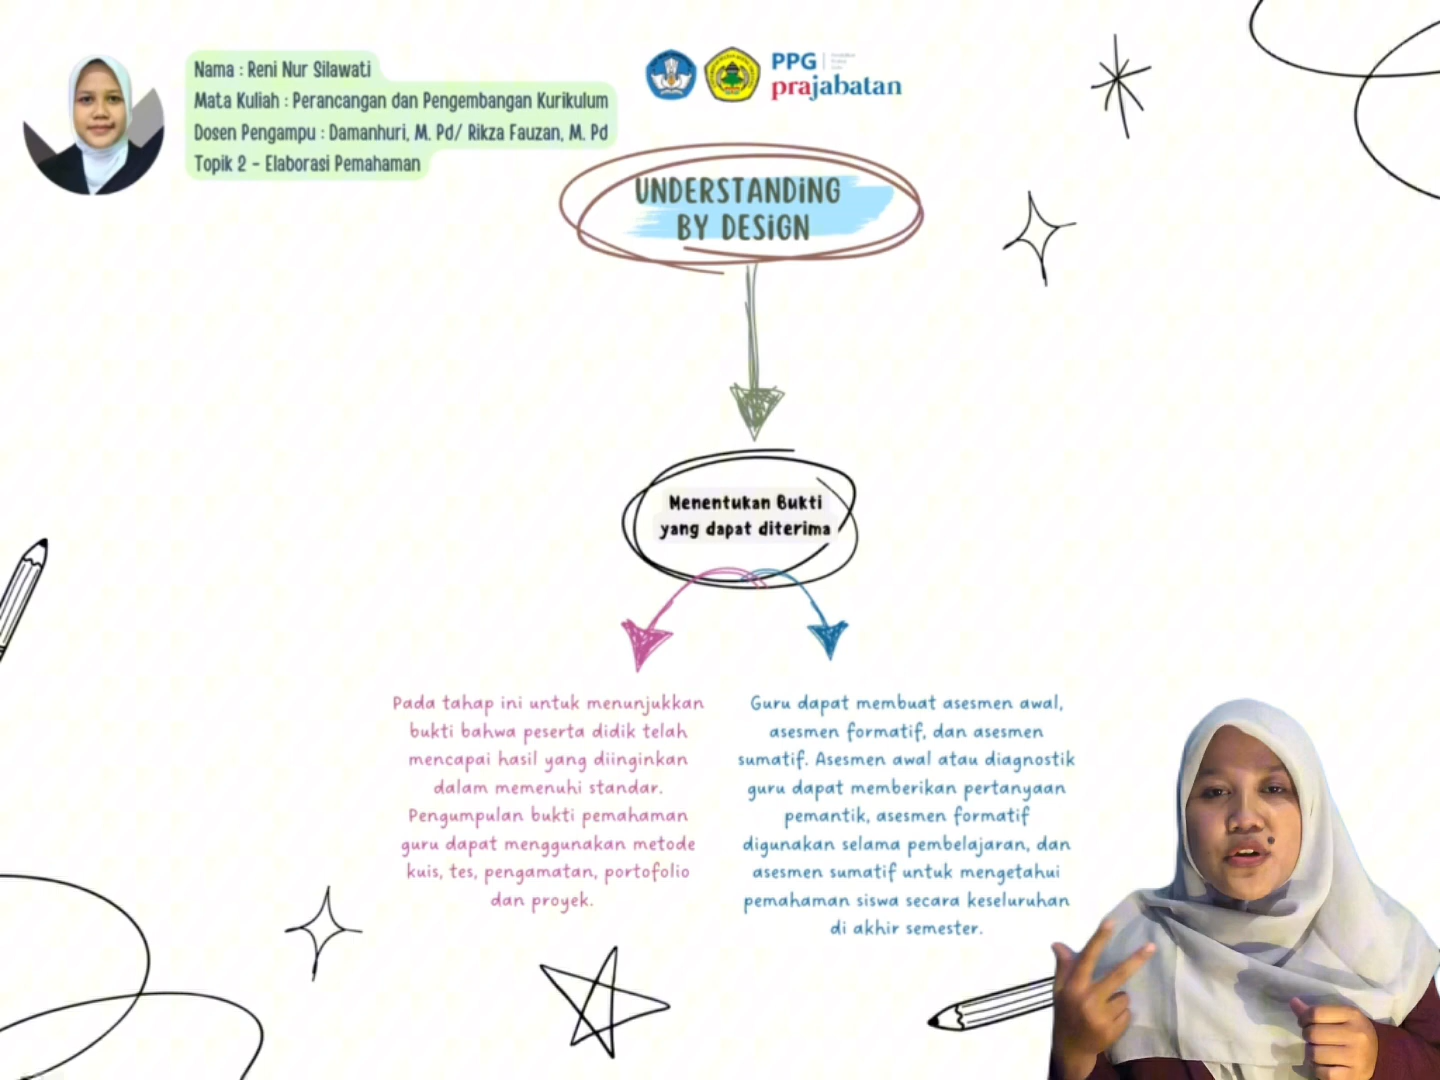 Nama : Reni Nur Silawati
Mata Kuliah : Perancangan dan Pengembangan Kurikulum
Dosen Pengampu : Damanhuri, M. Pd/ Rikza Fauzan, M. Pd
Topik 2 - Elaborasi Pemahaman
PPG
prajabatan
UNDERSTANDiNG
BY DESiGN
Menentukan Bukti
yang dapat diterima
Pada tahap ini untuk menunjukkan
bukti bahwa peserta didik telah
mencapai hasil yang diinginkan
dalam memenuhi standar.
Pengumpulan bukti pemahaman
guru dapat menggunakan metode
kuis, tes, pengamatan, portofolio
dan proyek.
Guru dapat membuat asesmen awal,
asesmen formatif, dan asesmen
sumatif. Asesmen awal atau diagnostik
guru dapat memberikan pertanyaan
pemantik, asesmen formatif
digunakan selama pembelajaran, dan
asesmen sumatif untuk mengetahui
pemahaman siswa secara keseluruhan
di akhir semester.